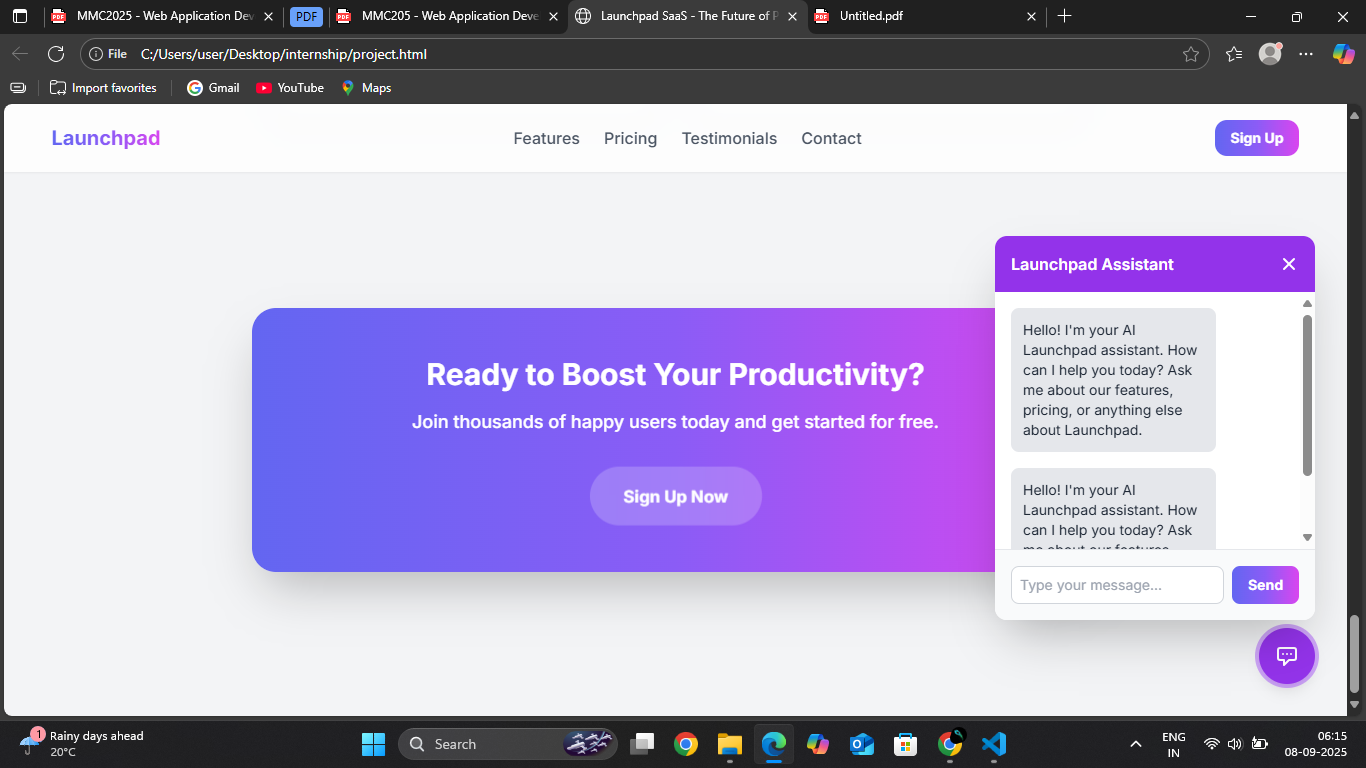 MMC2025 - Web Application Dev
PDF
MMC205 - Web Application Deve
Launchpad SaaS - The Future of P
Untitled.pdf
File
C:/Users/user/Desktop/internship/project.html
Import favorites
Gmail
YouTube
Maps
Launchpad
Features
Pricing
Testimonials
Contact
Sign Up
Ready to Boost Your Productivity?
Join thousands of happy users today and get started for free.
Sign Up Now
Launchpad Assistant
Hello! I'm your AI
Launchpad assistant. How
can I help you today? Ask
me about our features,
pricing, or anything else
about Launchpad.
Hello! I'm your AI
Launchpad assistant. How
can I help you today? Ask
me about our features,
Type your message...
Send
1
Rainy days ahead
20°C
Search
ENG
IN
06:15
08-09-2025